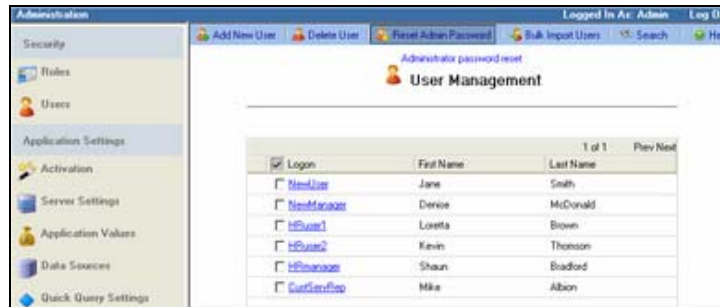 Administration Logged In As: Admin Log O
Security
Roles
Users
Application Settings
Activation
Server Settings
Application Values
Data Sources
Quick Query Settings
Add New User Delete User Reset Admin Password Bulk Import Users Search He
Administrator password reset
User Management
1 of 1 Prev Next
Logon First Name Last Name
NewUser Jane Smith
NewManager Denise McDonald
HRuser1 Loretta Brown
HRuser2 Kevin Thomson
HRmanager Shaun Bradford
CustServRep Mike Albion